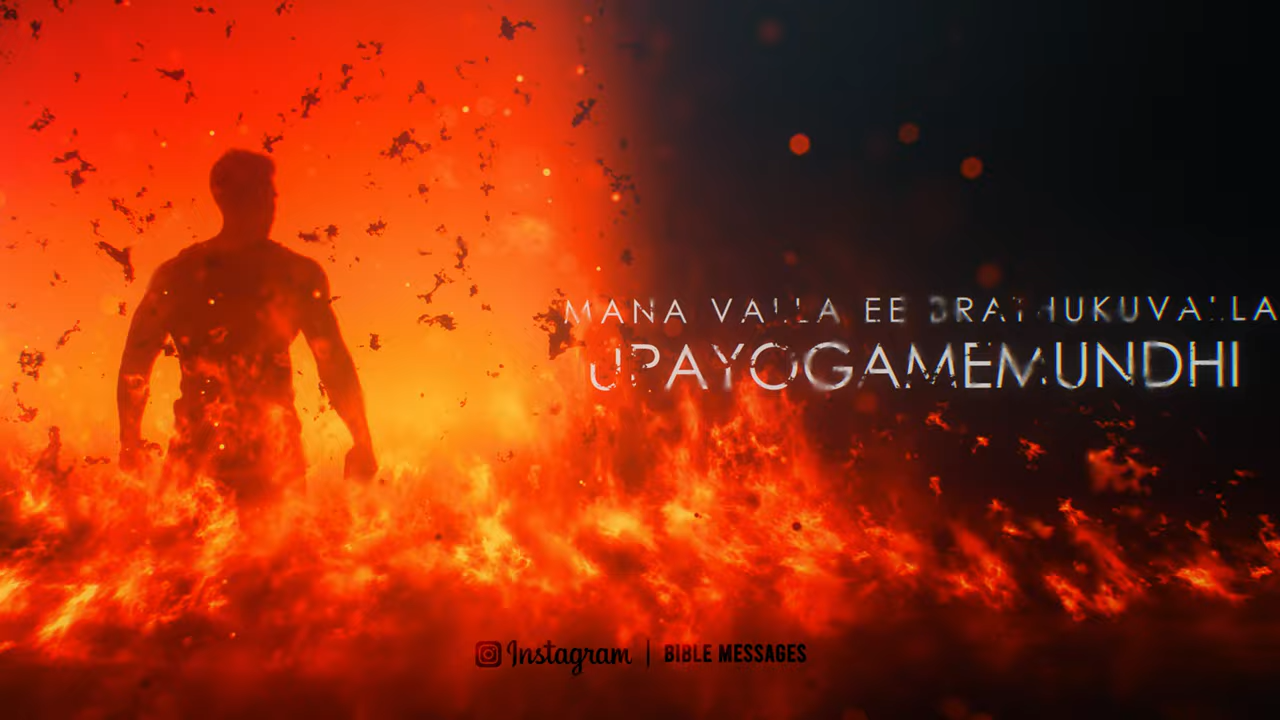 MANA VALLA EE BRATHUKUVALLA
UPAYOGAMEMUNDHI
Instagram | BIBLE MESSAGES